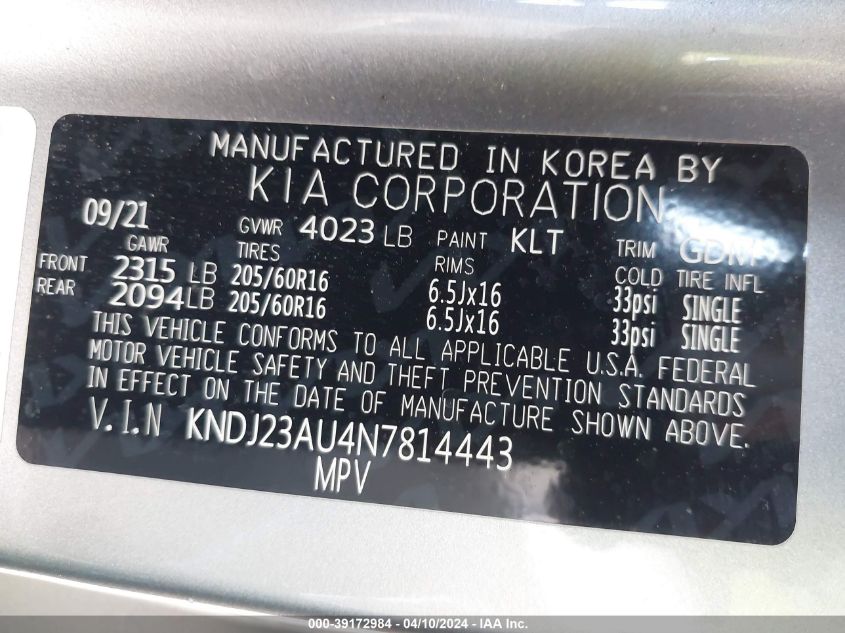 MANUFACTURED IN KOREA BY
KIA CORPORATION
09/21 GVWR 4023 LB PAINT KLT TRIM
GAWR TIRES RIMS COLD TIRE INFL
FRONT 2315 LB 205/60R16 6.5Jx16 33psi SINGLE
REAR 2094 LB 205/60R16 6.5Jx16 33psi SINGLE
THIS VEHICLE CONFORMS TO ALL APPLICABLE U.S.A. FEDERAL
MOTOR VEHICLE SAFETY AND THEFT PREVENTION STANDARDS
IN EFFECT ON THE DATE OF MANUFACTURE SHOWN ABOVE.
V.I.N KNDJ23AU4N7814443
MPV
000-39172984 - 04/10/2024 - IAA Inc.